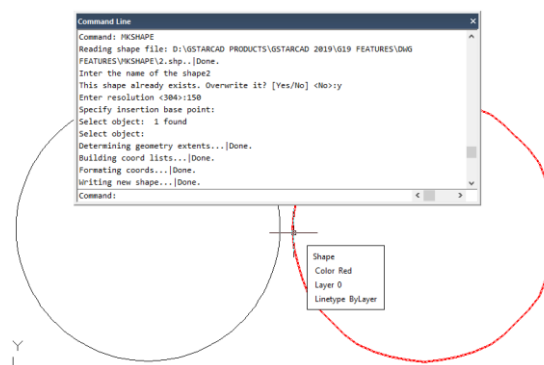 Command Line
Command: MKSHAPE
Reading shape file: D:\GSTARCAD PRODUCTS\GSTARCAD 2019\G19 FEATURES\DWG
FEATURES\MKSHAPE\2.shp..|Done.
Inter the name of the shape2
This shape already exists. Overwrite it? [Yes/No] <No>:y
Enter resolution <304>:150
Specify insertion base point:
Select object:  1 found
Select object:
Determining geometry extents...|Done.
Building coord lists...|Done.
Formating coords...|Done.
Writing new shape...|Done.
Command:
Shape
Color Red
Layer 0
Linetype ByLayer
Y